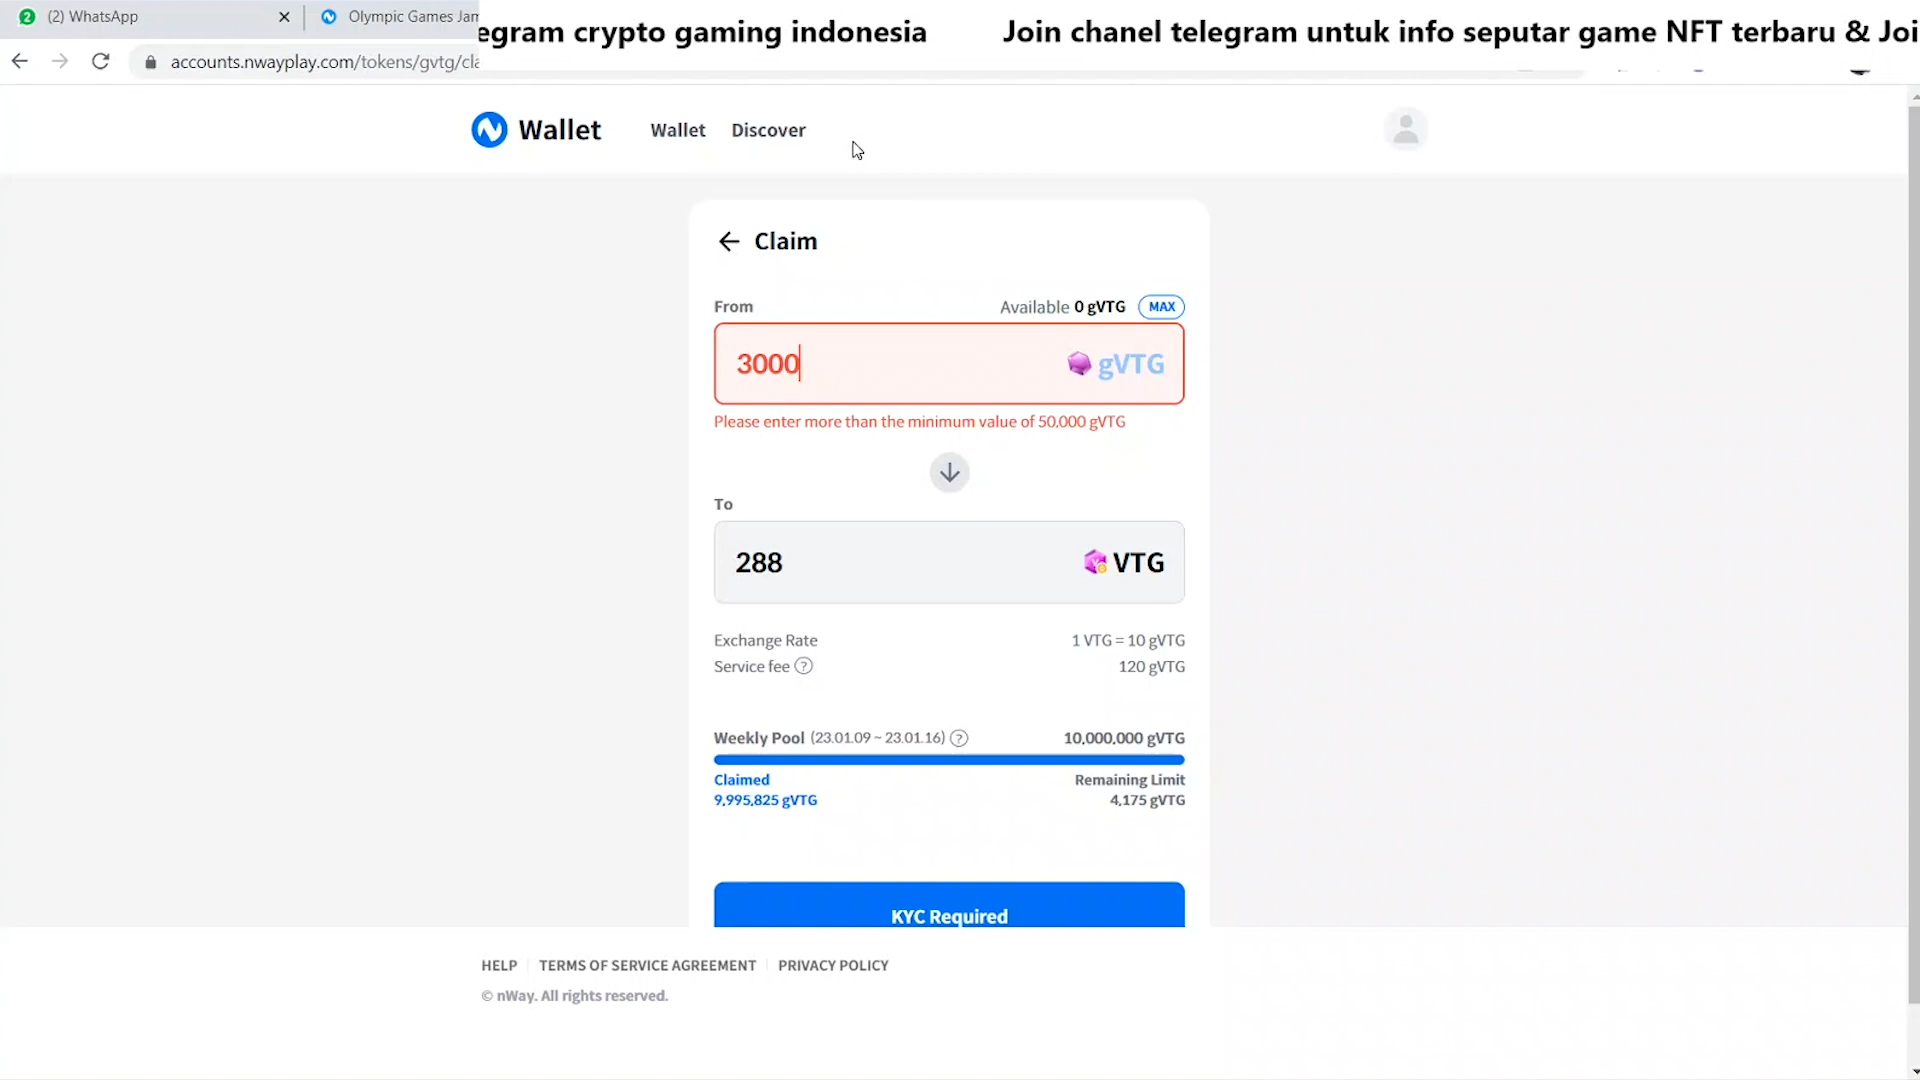 (2) WhatsApp
Olympic Games Jam
egram crypto gaming indonesia Join chanel telegram untuk info seputar game NFT terbaru & Joi
accounts.nwayplay.com/tokens/gvtg/cla
Wallet Wallet Discover
Claim
From Available 0 gVTG MAX
3000 gVTG
Please enter more than the minimum value of 50,000 gVTG
To
288 VTG
Exchange Rate 1 VTG = 10 gVTG
Service fee ? 120 gVTG
Weekly Pool (23.01.09 ~ 23.01.16) ? 10,000,000 gVTG
Claimed Remaining Limit
9,995,825 gVTG 4,175 gVTG
KYC Required
HELP TERMS OF SERVICE AGREEMENT PRIVACY POLICY
© nWay. All rights reserved.